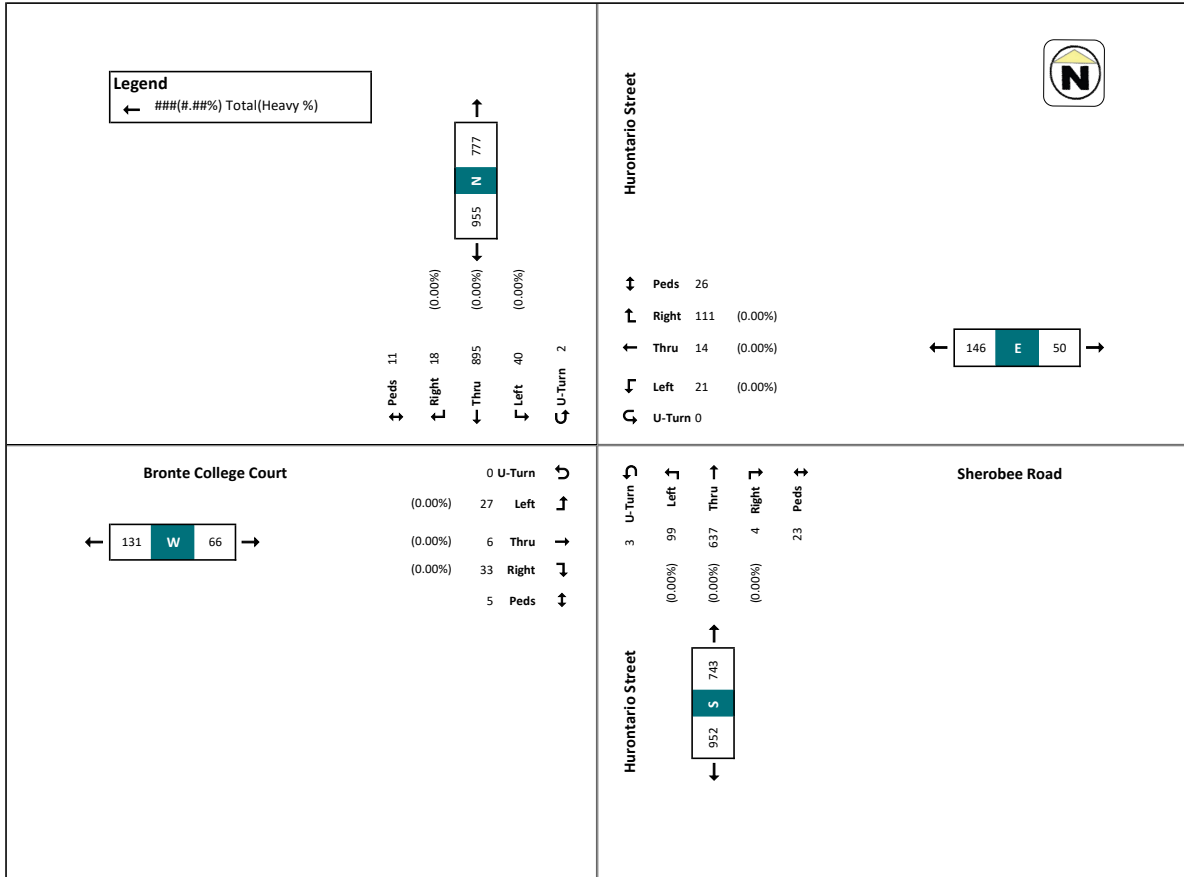 Legend
###(#.##%) Total(Heavy %)
777
N
955
(0.00%)
(0.00%)
(0.00%)
Peds 11
Right 18
Thru 895
Left 40
U-Turn 2
Hurontario Street
N
Peds 26
Right 111 (0.00%)
Thru 14 (0.00%)
Left 21 (0.00%)
U-Turn 0
146 E 50
Bronte College Court
0 U-Turn
(0.00%) 27 Left
(0.00%) 6 Thru
(0.00%) 33 Right
5 Peds
131 W 66
Sherobee Road
3 U-Turn
(0.00%) 99 Left
(0.00%) 637 Thru
(0.00%) 4 Right
23 Peds
Hurontario Street
743
S
952